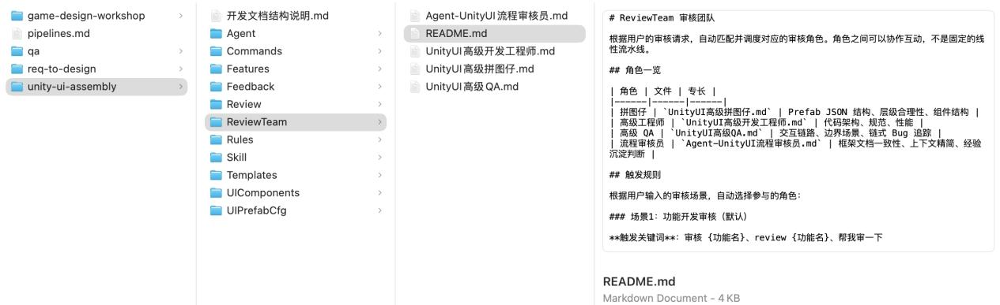 game-design-workshop
pipelines.md
qa
req-to-design
unity-ui-assembly
开发文档结构说明.md
Agent
Commands
Features
Feedback
Review
ReviewTeam
Rules
Skill
Templates
UIComponents
UIPrefabCfg
Agent-UnityUI流程审核员.md
README.md
UnityUI高级开发工程师.md
UnityUI高级拼图仔.md
UnityUI高级QA.md
# ReviewTeam 审核团队
根据用户的审核请求，自动匹配并调度对应的审核角色。角色之间可以协作互动，不是固定的线
性流水线。
## 角色一览
| 角色 | 文件 | 专长 |
|------|------|------|
| 拼图仔 | `UnityUI高级拼图仔.md` | Prefab JSON 结构、层级合理性、组件结构 |
| 高级工程师 | `UnityUI高级开发工程师.md` | 代码架构、规范、性能 |
| 高级 QA | `UnityUI高级QA.md` | 交互链路、边界场景、链式 Bug 追踪 |
| 流程审核员 | `Agent-UnityUI流程审核员.md` | 框架文档一致性、上下文精简、经验
沉淀判断 |
## 触发规则
根据用户输入的审核场景，自动选择参与的角色：
### 场景1：功能开发审核（默认）
**触发关键词**：审核 {功能名}、review {功能名}、帮我审一下
README.md
Markdown Document - 4 KB